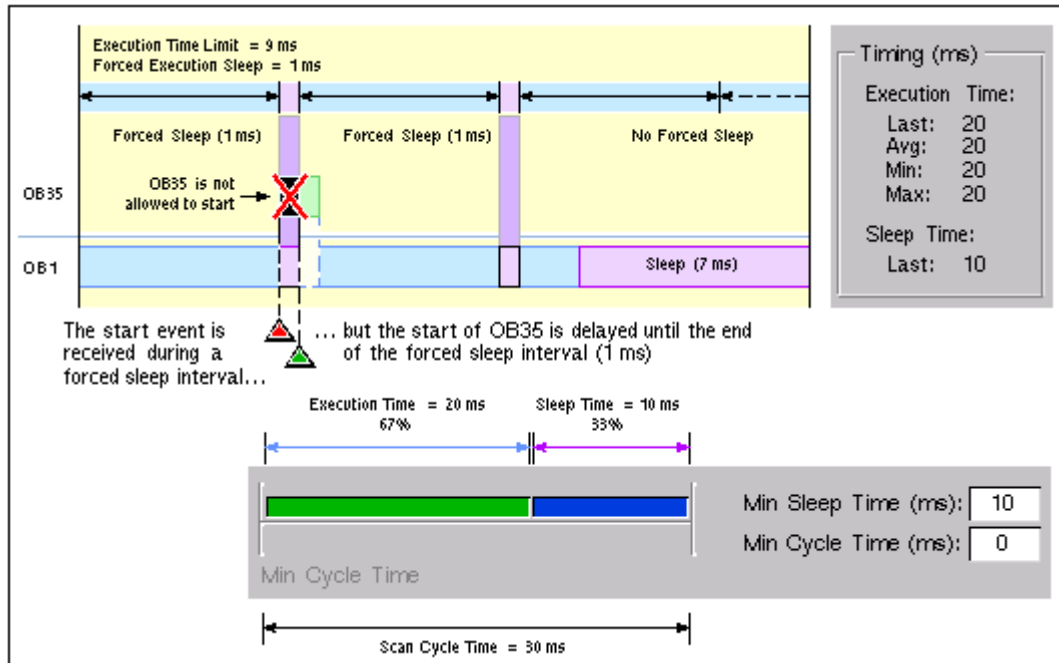 Execution Time Limit = 9 ms
Forced Execution Sleep = 1 ms
Forced Sleep (1 ms)
Forced Sleep (1 ms)
No Forced Sleep
OB35
OB35 is not
allowed to start
OB1
Sleep (7 ms)
The start event is
received during a
forced sleep interval...
... but the start of OB35 is delayed until the end
of the forced sleep interval (1 ms)
Timing (ms)
Execution Time:
Last: 20
Avg: 20
Min: 20
Max: 20
Sleep Time:
Last: 10
Execution Time = 20 ms
67%
Sleep Time = 10 ms
33%
Min Sleep Time (ms): 10
Min Cycle Time (ms): 0
Min Cycle Time
Scan Cycle Time = 30 ms